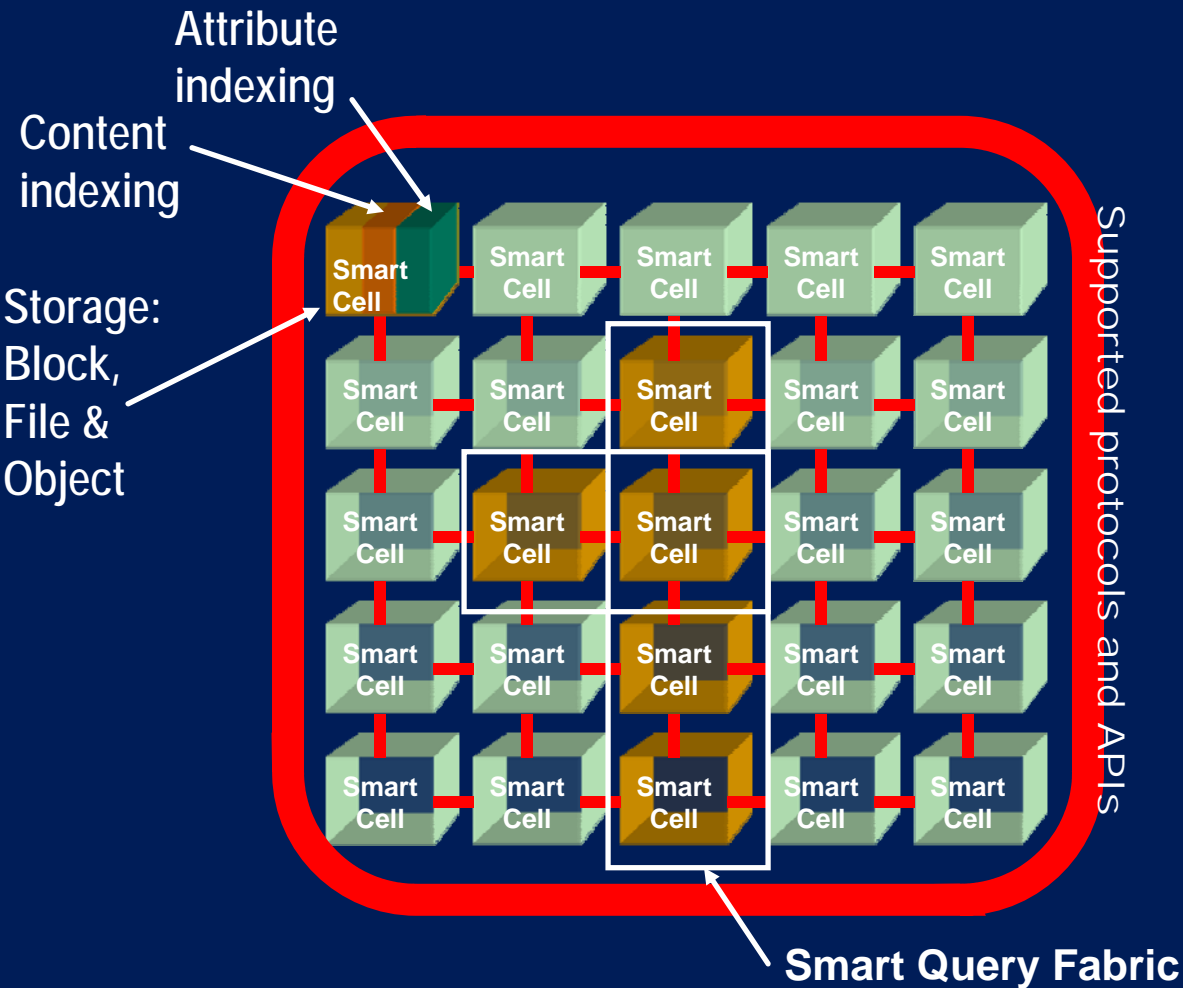 Attribute
indexing
Content
indexing
Storage:
Block,
File &
Object
Smart
Cell
Smart
Cell
Smart
Cell
Smart
Cell
Smart
Cell
Smart
Cell
Smart
Cell
Smart
Cell
Smart
Cell
Smart
Cell
Smart
Cell
Smart
Cell
Smart
Cell
Smart
Cell
Smart
Cell
Smart
Cell
Smart
Cell
Smart
Cell
Smart
Cell
Smart
Cell
Smart
Cell
Smart
Cell
Smart
Cell
Smart
Cell
Smart
Cell
Supported protocols and APIs
Smart Query Fabric